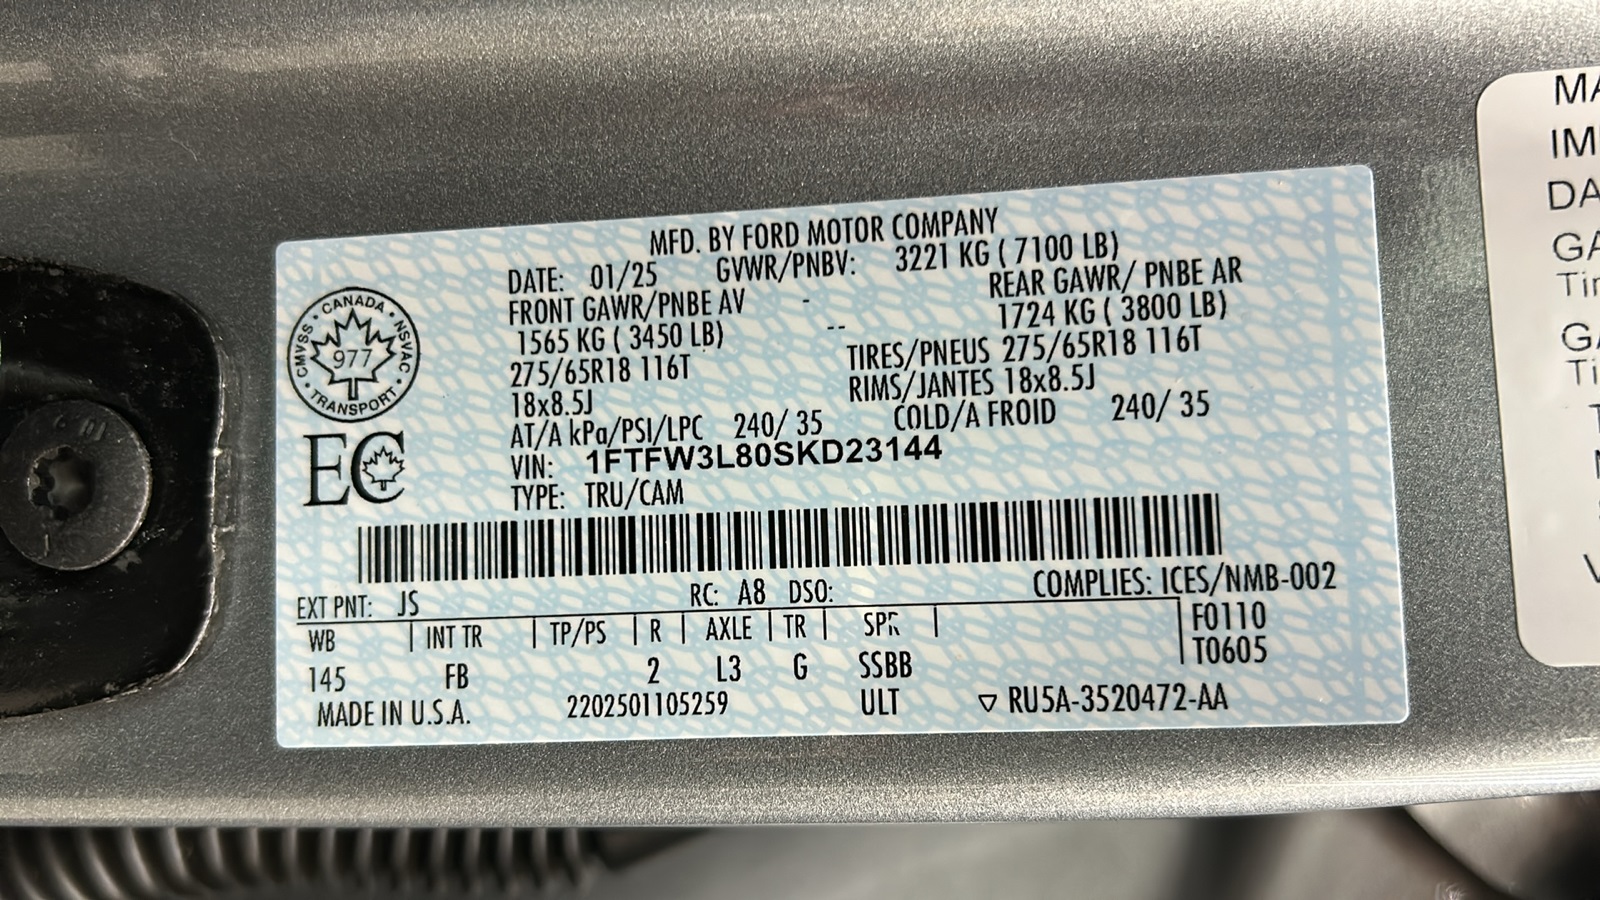 MFD. BY FORD MOTOR COMPANY
DATE: 01/25 GVWR/PNBV: 3221 KG ( 7100 LB)
FRONT GAWR/PNBE AV - REAR GAWR/ PNBE AR
1565 KG ( 3450 LB) -- 1724 KG ( 3800 LB)
275/65R18 116T TIRES/PNEUS 275/65R18 116T
18x8.5J RIMS/JANTES 18x8.5J
AT/A kPa/PSI/LPC 240/ 35 COLD/A FROID 240/ 35
VIN: 1FTFW3L80SKD23144
TYPE: TRU/CAM
CANADA
CMVSS
NSVAC
977
TRANSPORT
EC
EXT PNT: JS RC: A8 DSO: COMPLIES: ICES/NMB-002
WB | INT TR | TP/PS | R | AXLE | TR | SPR | F0110
145 FB 2 L3 G SSBB T0605
MADE IN U.S.A. 2202501105259 ULT ▽ RU5A-3520472-AA
MA
IM
DA
GA
Tir
GA
Ti
V